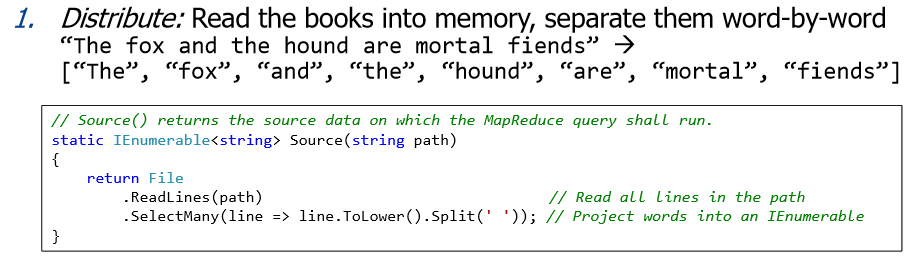 1. Distribute: Read the books into memory, separate them word-by-word
“The fox and the hound are mortal fiends” →
[“The”, “fox”, “and”, “the”, “hound”, “are”, “mortal”, “fiends”]
// Source() returns the source data on which the MapReduce query shall run.
static IEnumerable<string> Source(string path)
{
    return File
        .ReadLines(path) // Read all lines in the path
        .SelectMany(line => line.ToLower().Split(' ')); // Project words into an IEnumerable
}